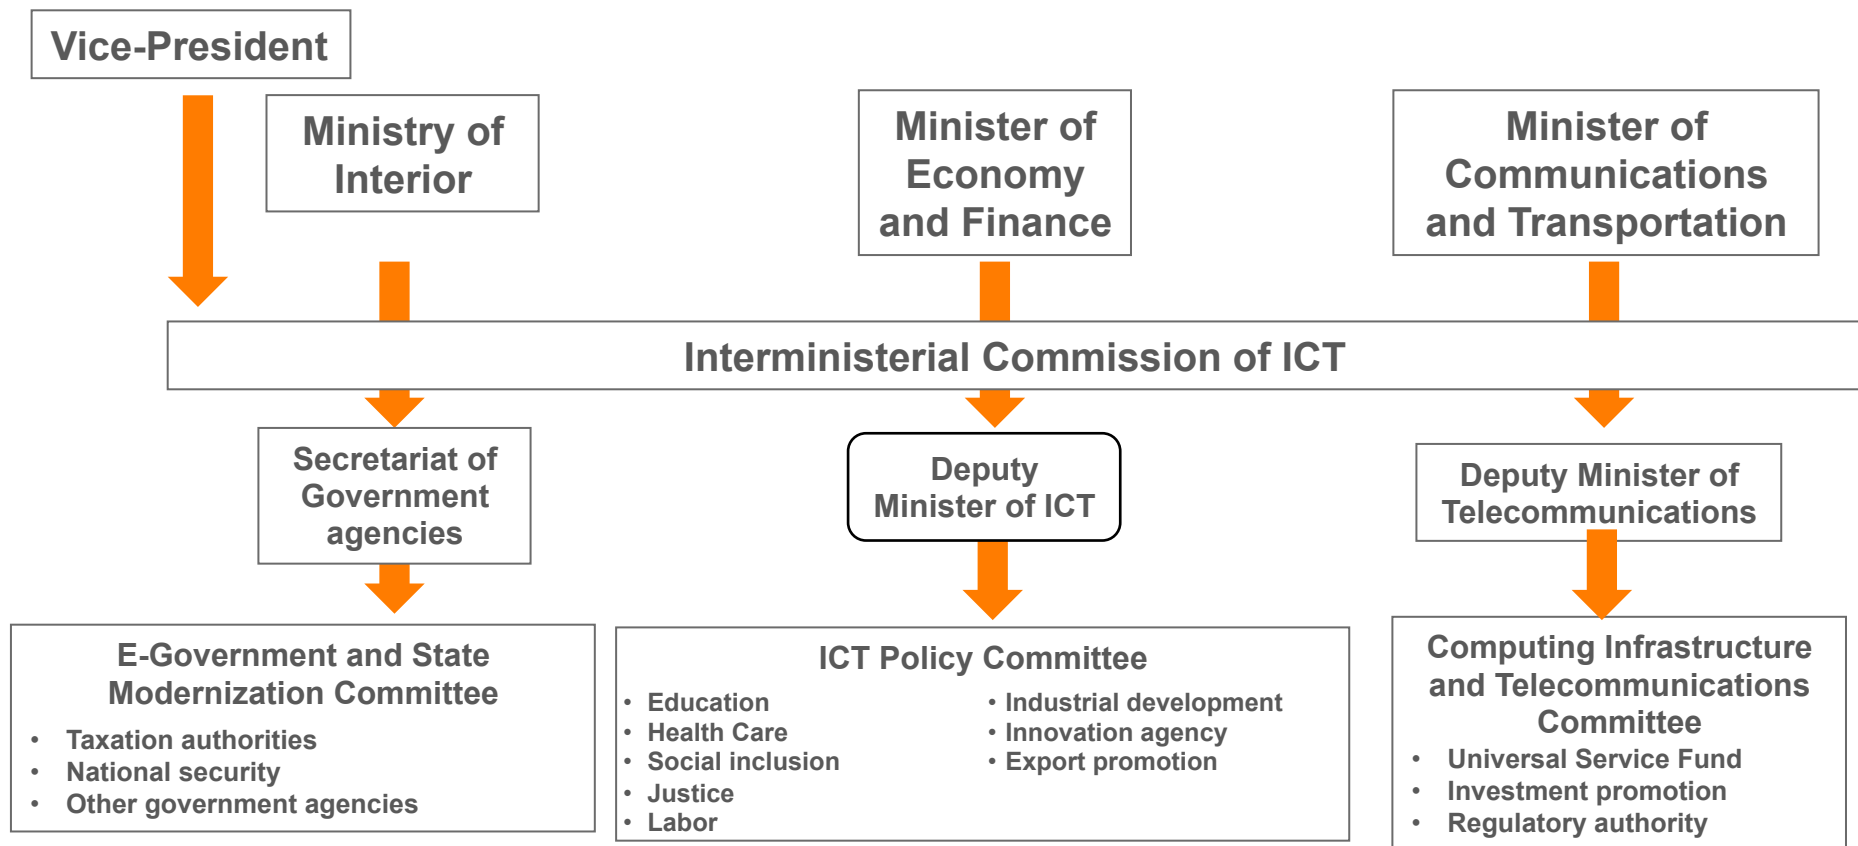 Vice-President
Ministry of
Interior
Minister of
Economy
and Finance
Minister of
Communications
and Transportation
Interministerial Commission of ICT
Secretariat of
Government
agencies
Deputy
Minister of ICT
Deputy Minister of
Telecommunications
E-Government and State
Modernization Committee
• Taxation authorities
• National security
• Other government agencies
ICT Policy Committee
• Education
• Health Care
• Social inclusion
• Justice
• Labor
• Industrial development
• Innovation agency
• Export promotion
Computing Infrastructure
and Telecommunications
Committee
• Universal Service Fund
• Investment promotion
• Regulatory authority